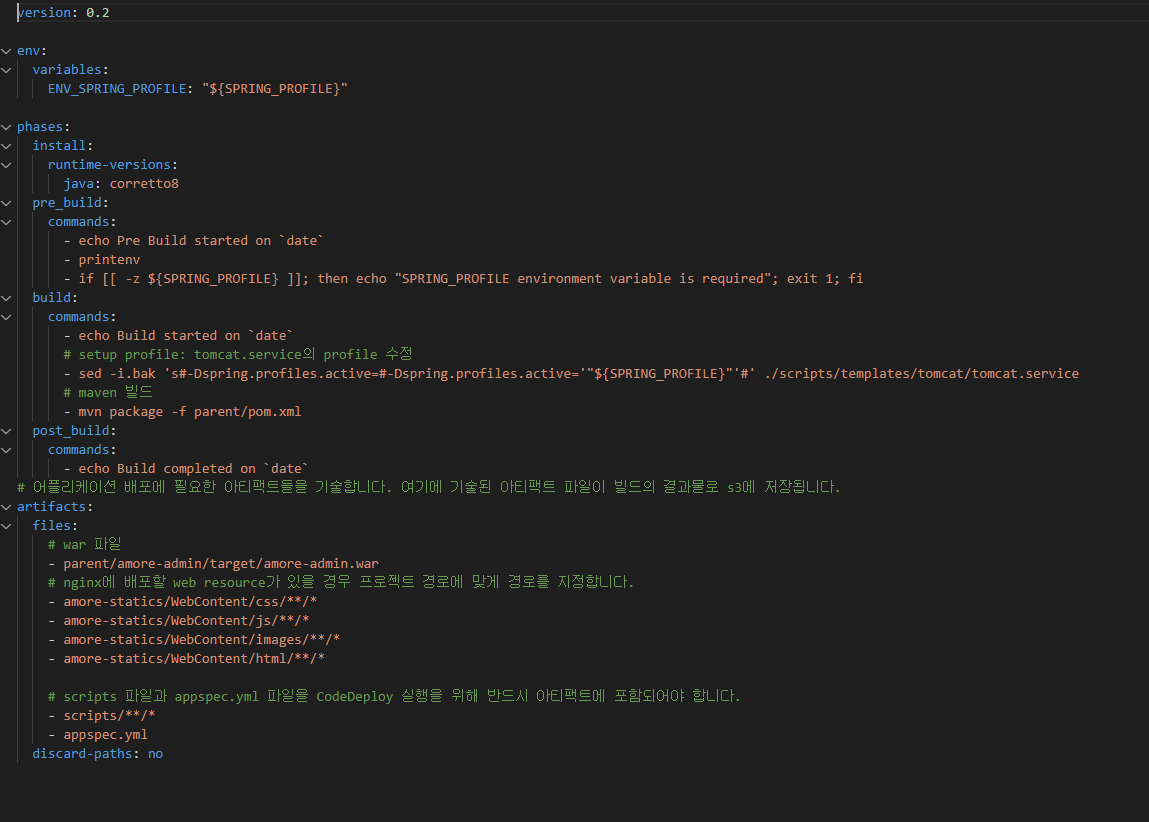 version: 0.2
env:
variables:
ENV_SPRING_PROFILE: "${SPRING_PROFILE}"
phases:
install:
runtime-versions:
java: corretto8
pre_build:
commands:
- echo Pre Build started on `date`
- printenv
- if [[ -z ${SPRING_PROFILE} ]]; then echo "SPRING_PROFILE environment variable is required"; exit 1; fi
build:
commands:
- echo Build started on `date`
# setup profile: tomcat.service의 profile 수정
- sed -i.bak 's#-Dspring.profiles.active=#-Dspring.profiles.active='"${SPRING_PROFILE}"'#' ./scripts/templates/tomcat/tomcat.service
# maven 빌드
- mvn package -f parent/pom.xml
post_build:
commands:
- echo Build completed on `date`
# 어플리케이션 배포에 필요한 아티팩트들을 기술합니다. 여기에 기술된 아티팩트 파일이 빌드의 결과물로 s3에 저장됩니다.
artifacts:
files:
# war 파일
- parent/amore-admin/target/amore-admin.war
# nginx에 배포할 web resource가 있을 경우 프로젝트 경로에 맞게 경로를 지정합니다.
- amore-statics/WebContent/css/**/*
- amore-statics/WebContent/js/**/*
- amore-statics/WebContent/images/**/*
- amore-statics/WebContent/html/**/*
# scripts 파일과 appspec.yml 파일을 CodeDeploy 실행을 위해 반드시 아티팩트에 포함되어야 합니다.
- scripts/**/*
- appspec.yml
discard-paths: no